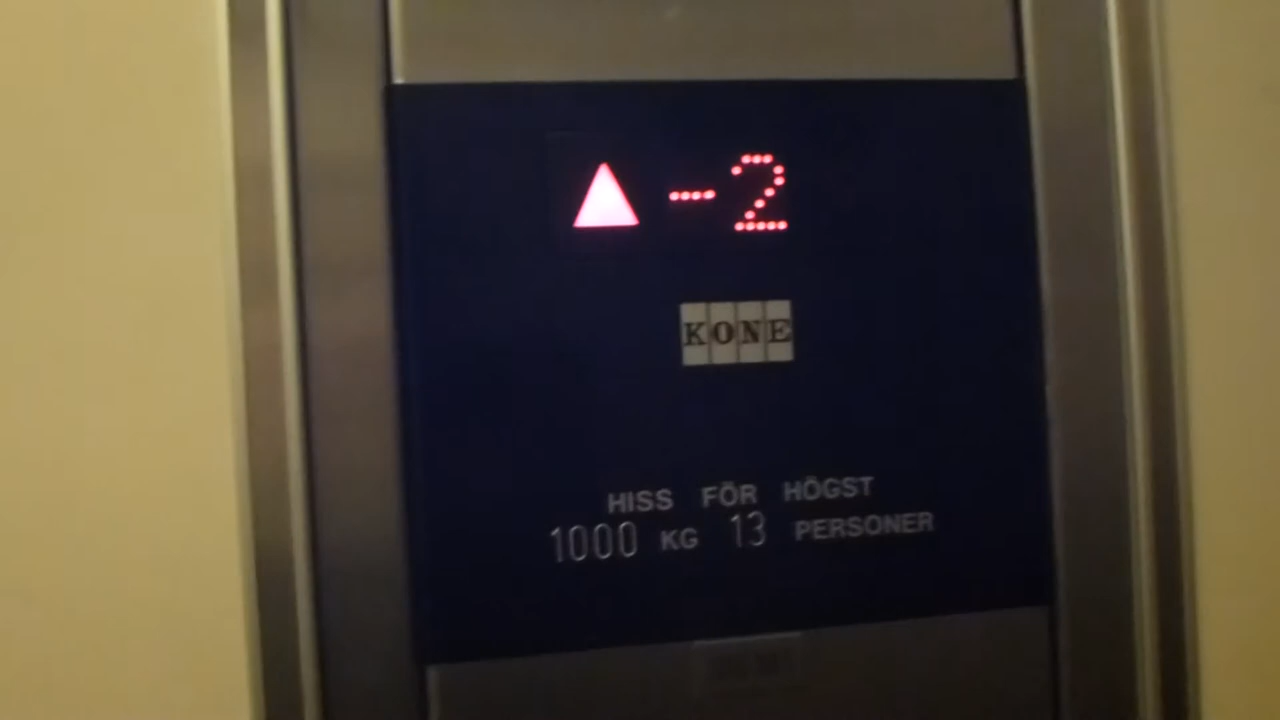 ▲ -2
KONE
HISS FÖR HÖGST
1000 KG 13 PERSONER